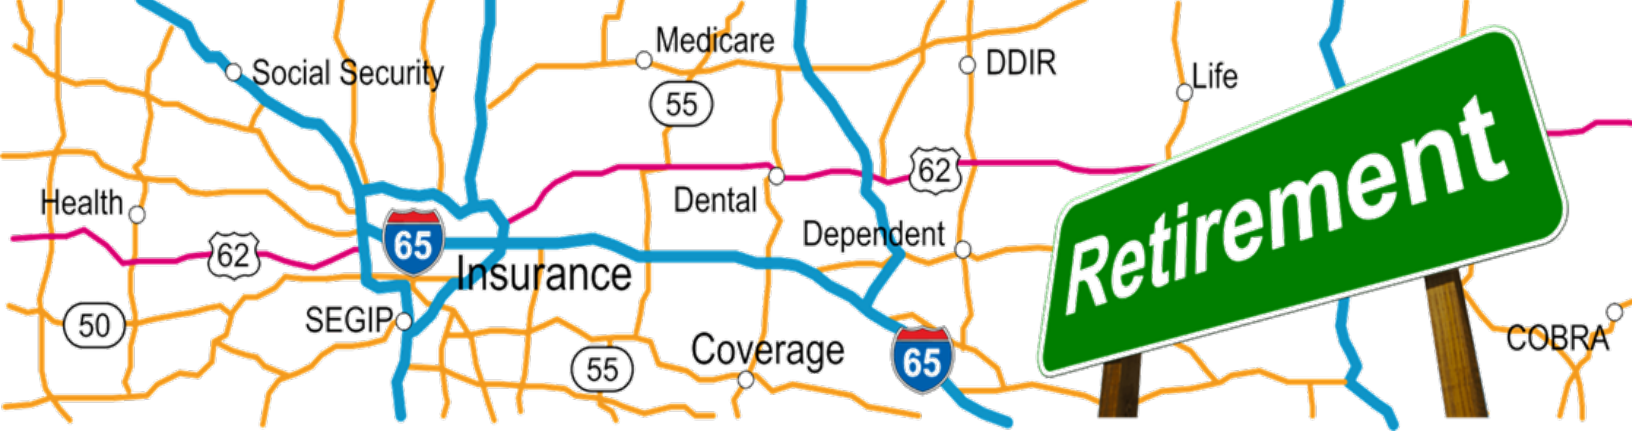 Social Security
Medicare
55
DDIR
Life
Health
62
65
Insurance
Dental
62
Dependent
Retirement
50
SEGIP
55
Coverage
65
COBRA